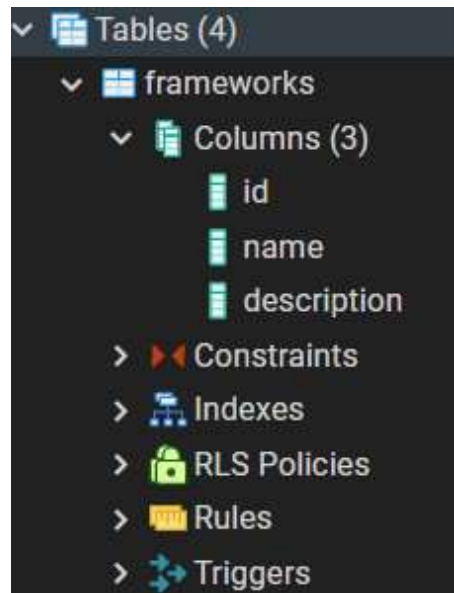 Tables (4)
frameworks
Columns (3)
id
name
description
Constraints
Indexes
RLS Policies
Rules
Triggers